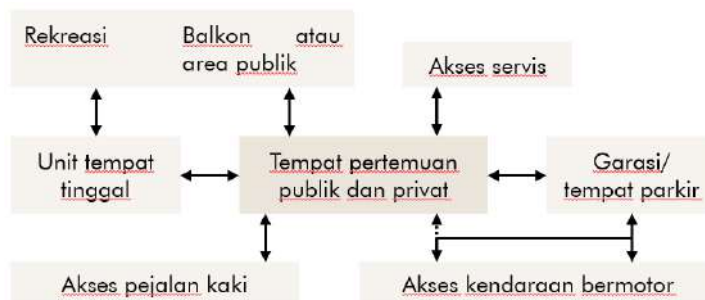 Rekreasi
Balkon atau
area publik
Akses servis
Unit tempat
tinggal
Tempat pertemuan
publik dan privat
Garasi/
tempat parkir
Akses pejalan kaki
Akses kendaraan bermotor